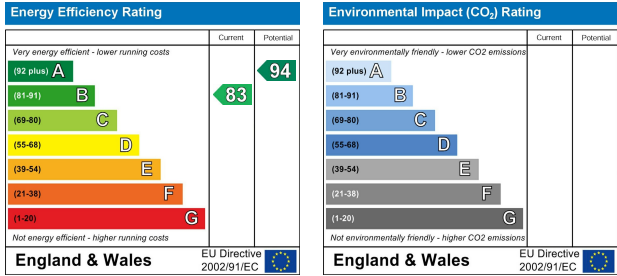 Energy Efficiency Rating
Current Potential
Very energy efficient - lower running costs
(92 plus) A
94
(81-91) B
83
(69-80) C
(55-68) D
(39-54) E
(21-38) F
(1-20) G
Not energy efficient - higher running costs
England & Wales
EU Directive
2002/91/EC
Environmental Impact (CO₂) Rating
Current Potential
Very environmentally friendly - lower CO2 emissions
(92 plus) A
(81-91) B
(69-80) C
(55-68) D
(39-54) E
(21-38) F
(1-20) G
Not environmentally friendly - higher CO2 emissions
England & Wales
EU Directive
2002/91/EC